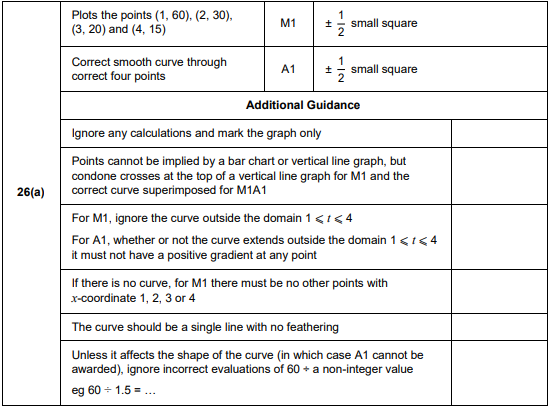 Plots the points (1, 60), (2, 30),
(3, 20) and (4, 15)
M1
± 1/2 small square
Correct smooth curve through
correct four points
A1
± 1/2 small square
Additional Guidance
Ignore any calculations and mark the graph only
Points cannot be implied by a bar chart or vertical line graph, but
condone crosses at the top of a vertical line graph for M1 and the
correct curve superimposed for M1A1
26(a)
For M1, ignore the curve outside the domain 1 ⩽ t ⩽ 4
For A1, whether or not the curve extends outside the domain 1 ⩽ t ⩽ 4
it must not have a positive gradient at any point
If there is no curve, for M1 there must be no other points with
x-coordinate 1, 2, 3 or 4
The curve should be a single line with no feathering
Unless it affects the shape of the curve (in which case A1 cannot be
awarded), ignore incorrect evaluations of 60 ÷ a non-integer value
eg 60 ÷ 1.5 = …